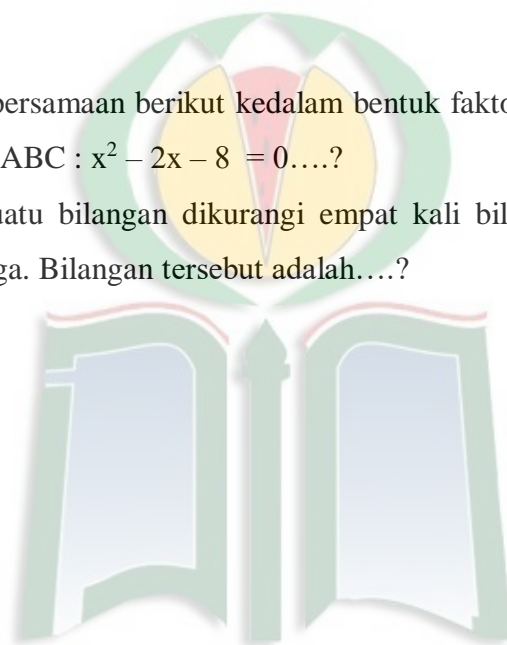 persamaan berikut kedalam bentuk fakto
ABC : x² – 2x – 8 = 0….?
uatu bilangan dikurangi empat kali bil
ga. Bilangan tersebut adalah….?